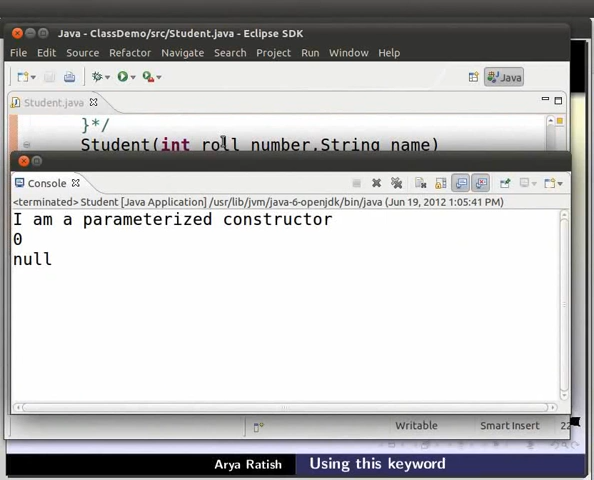 Java - ClassDemo/src/Student.java - Eclipse SDK
File Edit Source Refactor Navigate Search Project Run Window Help
Java
Student.java
}*/
Student(int roll_number,String name)
Console
<terminated> Student [Java Application] /usr/lib/jvm/java-6-openjdk/bin/java (Jun 19, 2012 1:05:41 PM)
I am a parameterized constructor
0
null
Writable Smart Insert 22
Arya Ratish Using this keyword